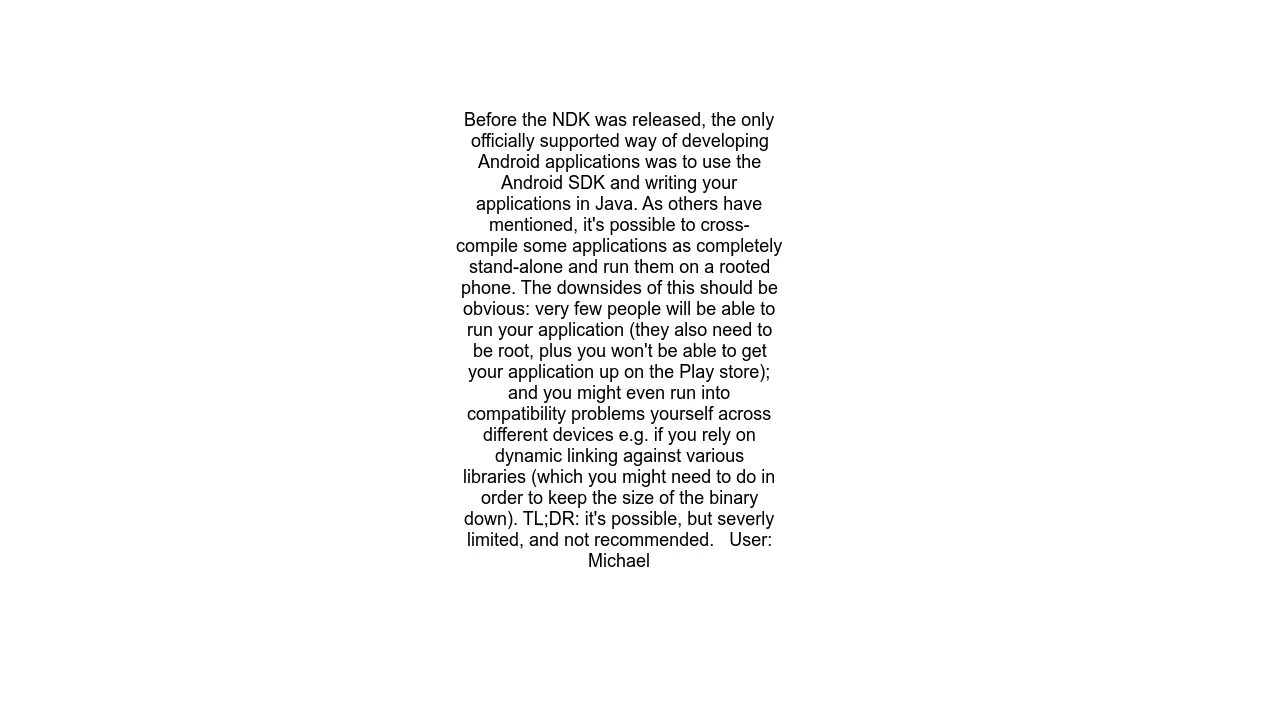 Before the NDK was released, the only
officially supported way of developing
Android applications was to use the
Android SDK and writing your
applications in Java. As others have
mentioned, it's possible to cross-
compile some applications as completely
stand-alone and run them on a rooted
phone. The downsides of this should be
obvious: very few people will be able to
run your application (they also need to
be root, plus you won't be able to get
your application up on the Play store);
and you might even run into
compatibility problems yourself across
different devices e.g. if you rely on
dynamic linking against various
libraries (which you might need to do in
order to keep the size of the binary
down). TL;DR: it's possible, but severly
limited, and not recommended.   User:
Michael